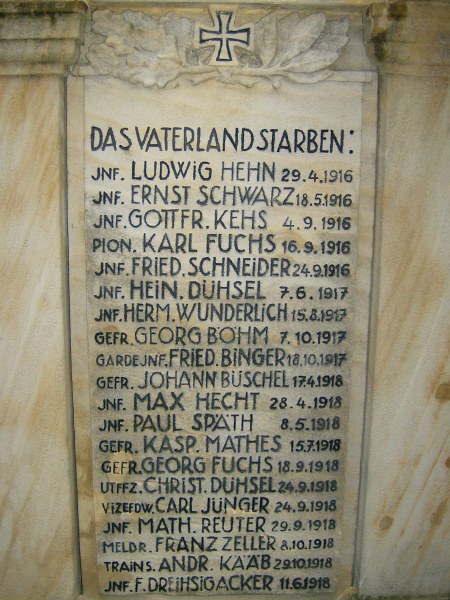 DAS VATERLAND STARBEN:
JNF. LUDWiG HEHN 29.4.1916
JNF. ERNST SCHWARZ 18.5.1916
JNF. GOTTFR. KEHS 4.9.1916
PION. KARL FUCHS 16.9.1916
JNF. FRIED. SCHNEiDER 24.9.1916
JNF. HEiN. DÜHSEL 7.6.1917
JNF. HERM. WUNDERLiCH 15.8.1917
GEFR. GEORG BÖHM 7.10.1917
GARDEJNF. FRiED. BiNGER 18.10.1917
GEFR. JOHANN BÜSCHEL 17.4.1918
JNF. MAX HECHT 28.4.1918
JNF. PAUL SPÄTH 8.5.1918
GEFR. KASP. MATHES 15.7.1918
GEFR. GEORG FUCHS 18.9.1918
UTFFZ. CHRiST. DÜHSEL 24.9.1918
ViZEFDW. CARL JÜNGER 24.9.1918
JNF. MATH. REUTER 29.9.1918
MELDR. FRANZ ZELLER 8.10.1918
TRAiNS. ANDR. KÄÄB 29.10.1918
JNF. F. DREiHSiGACKER 11.6.1918